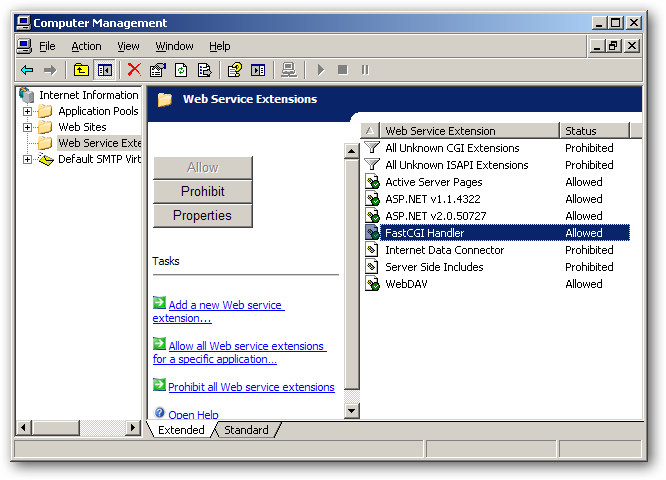 Computer Management
File Action View Window Help
Internet Information
Application Pools
Web Sites
Web Service Exte
Default SMTP Virt
Web Service Extensions
Allow
Prohibit
Properties
Tasks
Add a new Web service
extension...
Allow all Web service extensions
for a specific application...
Prohibit all Web service extensions
Open Help
Web Service Extension Status
All Unknown CGI Extensions Prohibited
All Unknown ISAPI Extensions Prohibited
Active Server Pages Allowed
ASP.NET v1.1.4322 Allowed
ASP.NET v2.0.50727 Allowed
FastCGI Handler Allowed
Internet Data Connector Prohibited
Server Side Includes Prohibited
WebDAV Allowed
Extended Standard